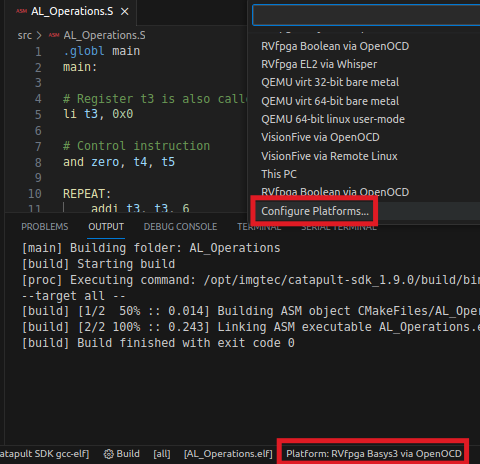 ASM AL_Operations.S ×
src > ASM AL_Operations.S
1 .globl main
2 main:
3
4 # Register t3 is also calle
5 li t3, 0x0
6
7 # Control instruction
8 and zero, t4, t5
9
10 REPEAT:
11 addi t3, t3, 6
RVfpga Boolean via OpenOCD
RVfpga EL2 via Whisper
QEMU virt 32-bit bare metal
QEMU virt 64-bit bare metal
QEMU 64-bit linux user-mode
VisionFive via OpenOCD
VisionFive via Remote Linux
This PC
RVfpga Boolean via OpenOCD
Configure Platforms...
PROBLEMS OUTPUT DEBUG CONSOLE TERMINAL SERIAL TERMINAL
[main] Building folder: AL_Operations
[build] Starting build
[proc] Executing command: /opt/imgtec/catapult-sdk_1.9.0/build/bin
--target all --
[build] [1/2 50% :: 0.014] Building ASM object CMakeFiles/AL_Oper
[build] [2/2 100% :: 0.243] Linking ASM executable AL_Operations.e
[build] Build finished with exit code 0
atapult SDK gcc-elf] Build [all] [AL_Operations.elf] Platform: RVfpga Basys3 via OpenOCD